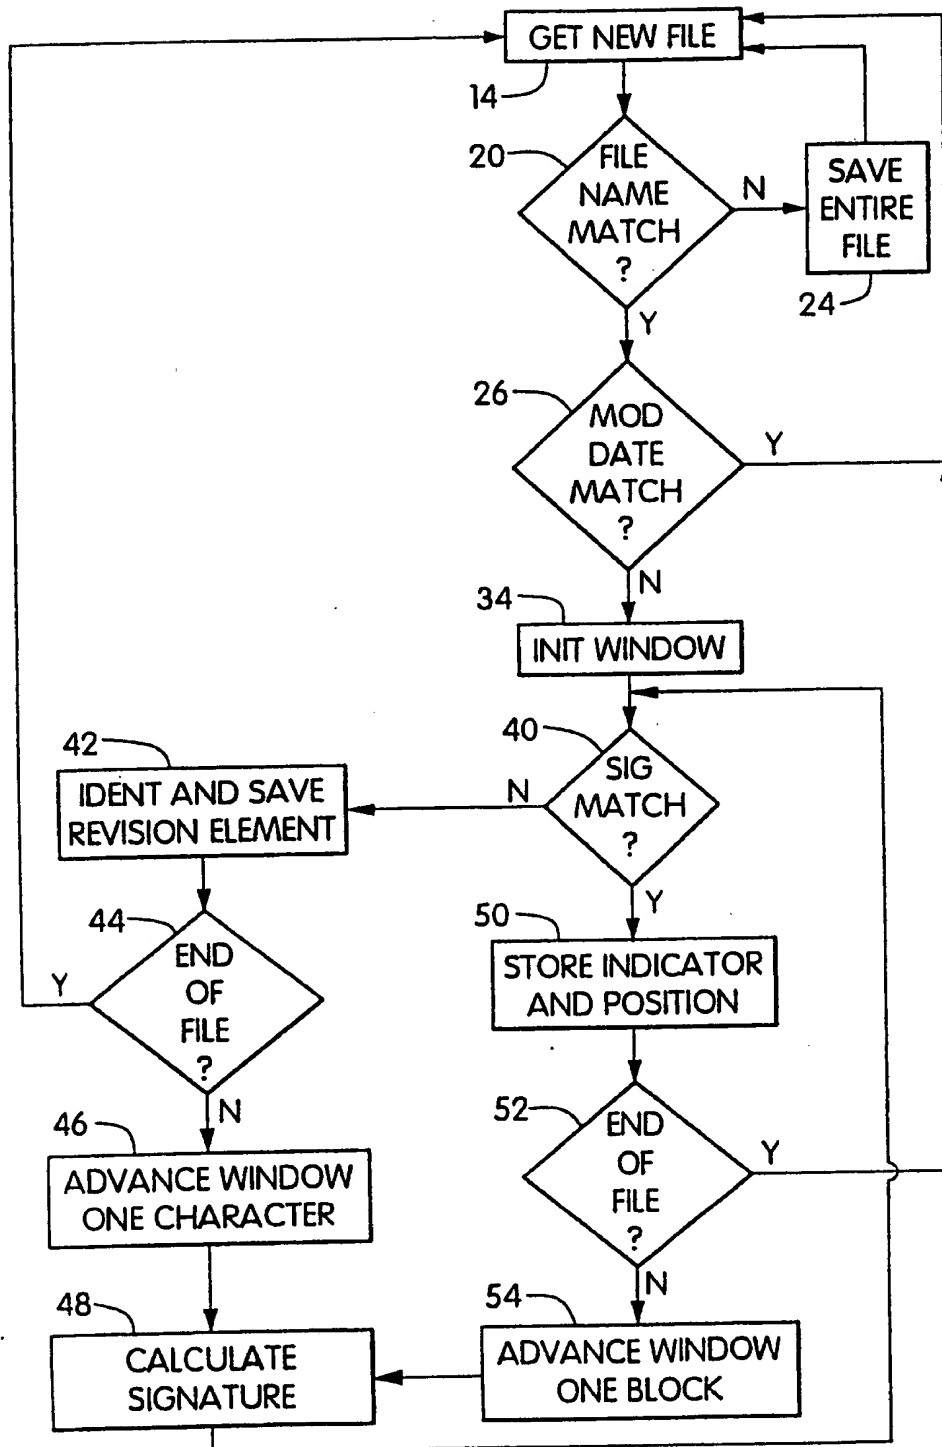 GET NEW FILE
14
20
FILE
NAME
MATCH
?
N
SAVE
ENTIRE
FILE
24
Y
26
MOD
DATE
MATCH
?
Y
N
34
INIT WINDOW
40
SIG
MATCH
?
N
42
IDENT AND SAVE
REVISION ELEMENT
Y
44
END
OF
FILE
?
Y
50
STORE INDICATOR
AND POSITION
N
52
END
OF
FILE
?
Y
46
ADVANCE WINDOW
ONE CHARACTER
N
48
CALCULATE
SIGNATURE
54
ADVANCE WINDOW
ONE BLOCK